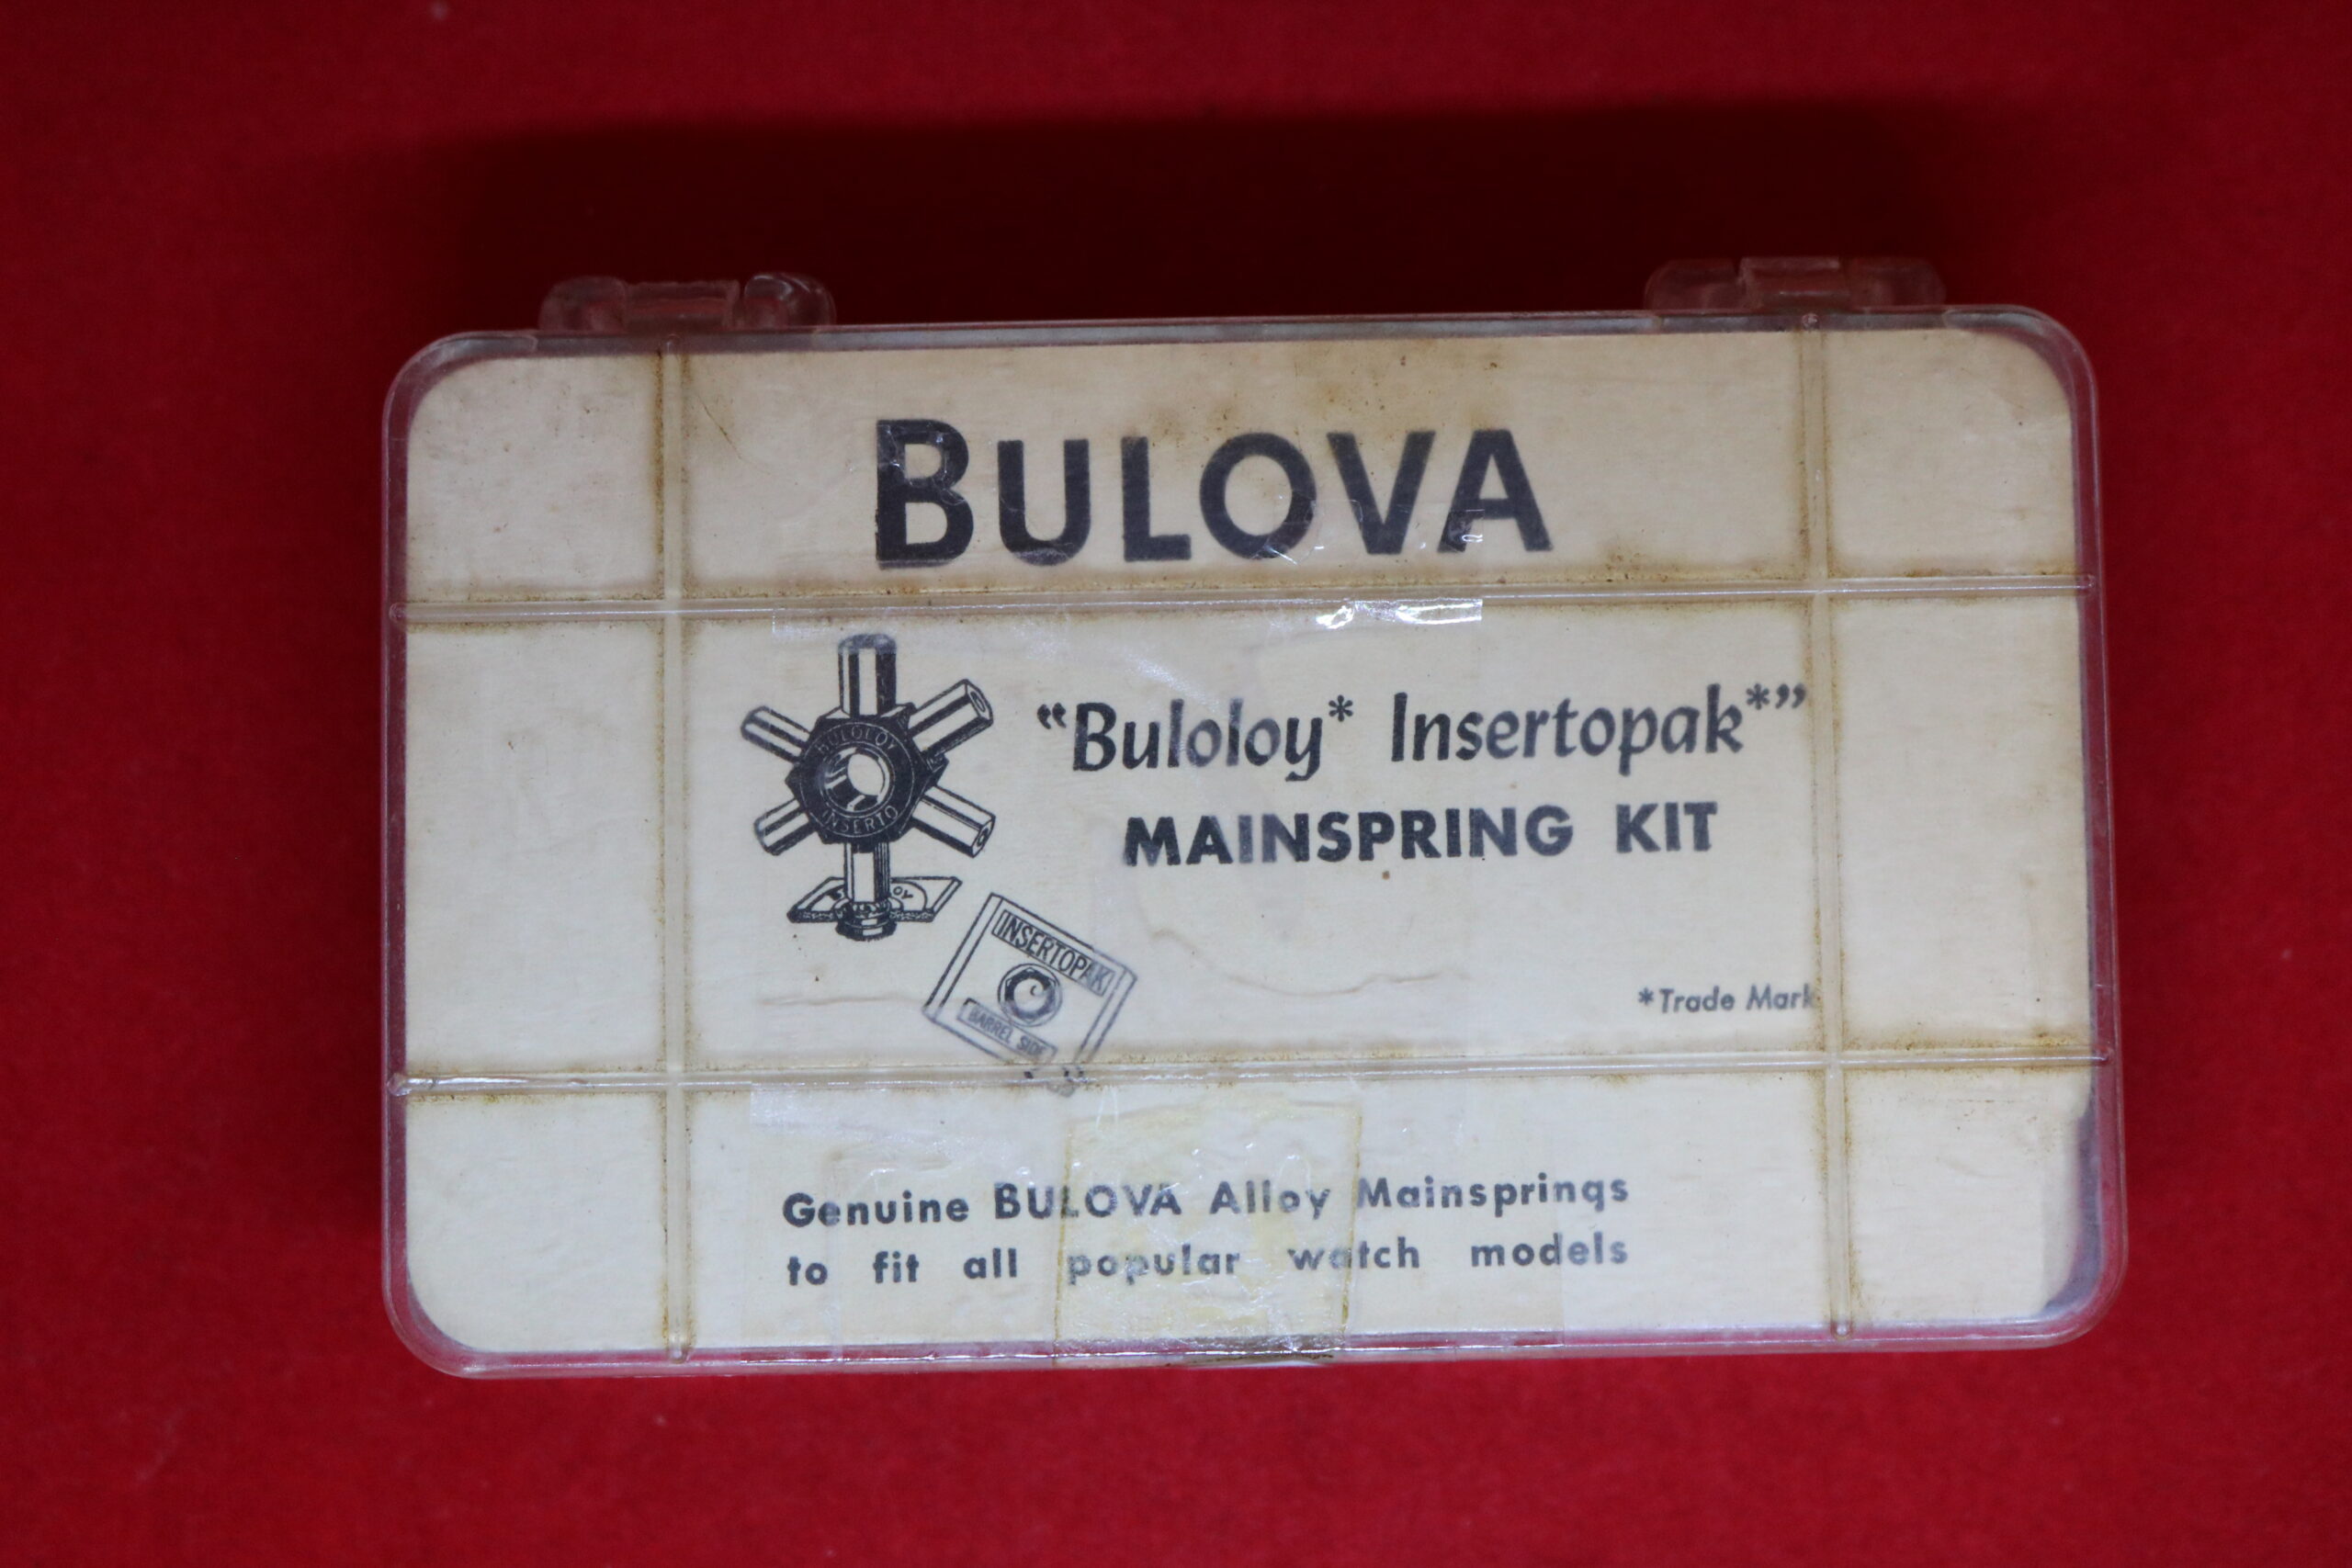 BULOVA
"Buloloy* Insertopak*"
MAINSPRING KIT
BULOLOY
INSERTO
INSERTOPAK
BARREL SIDE
*Trade Mark
Genuine BULOVA Alloy Mainsprings
to fit all popular watch models